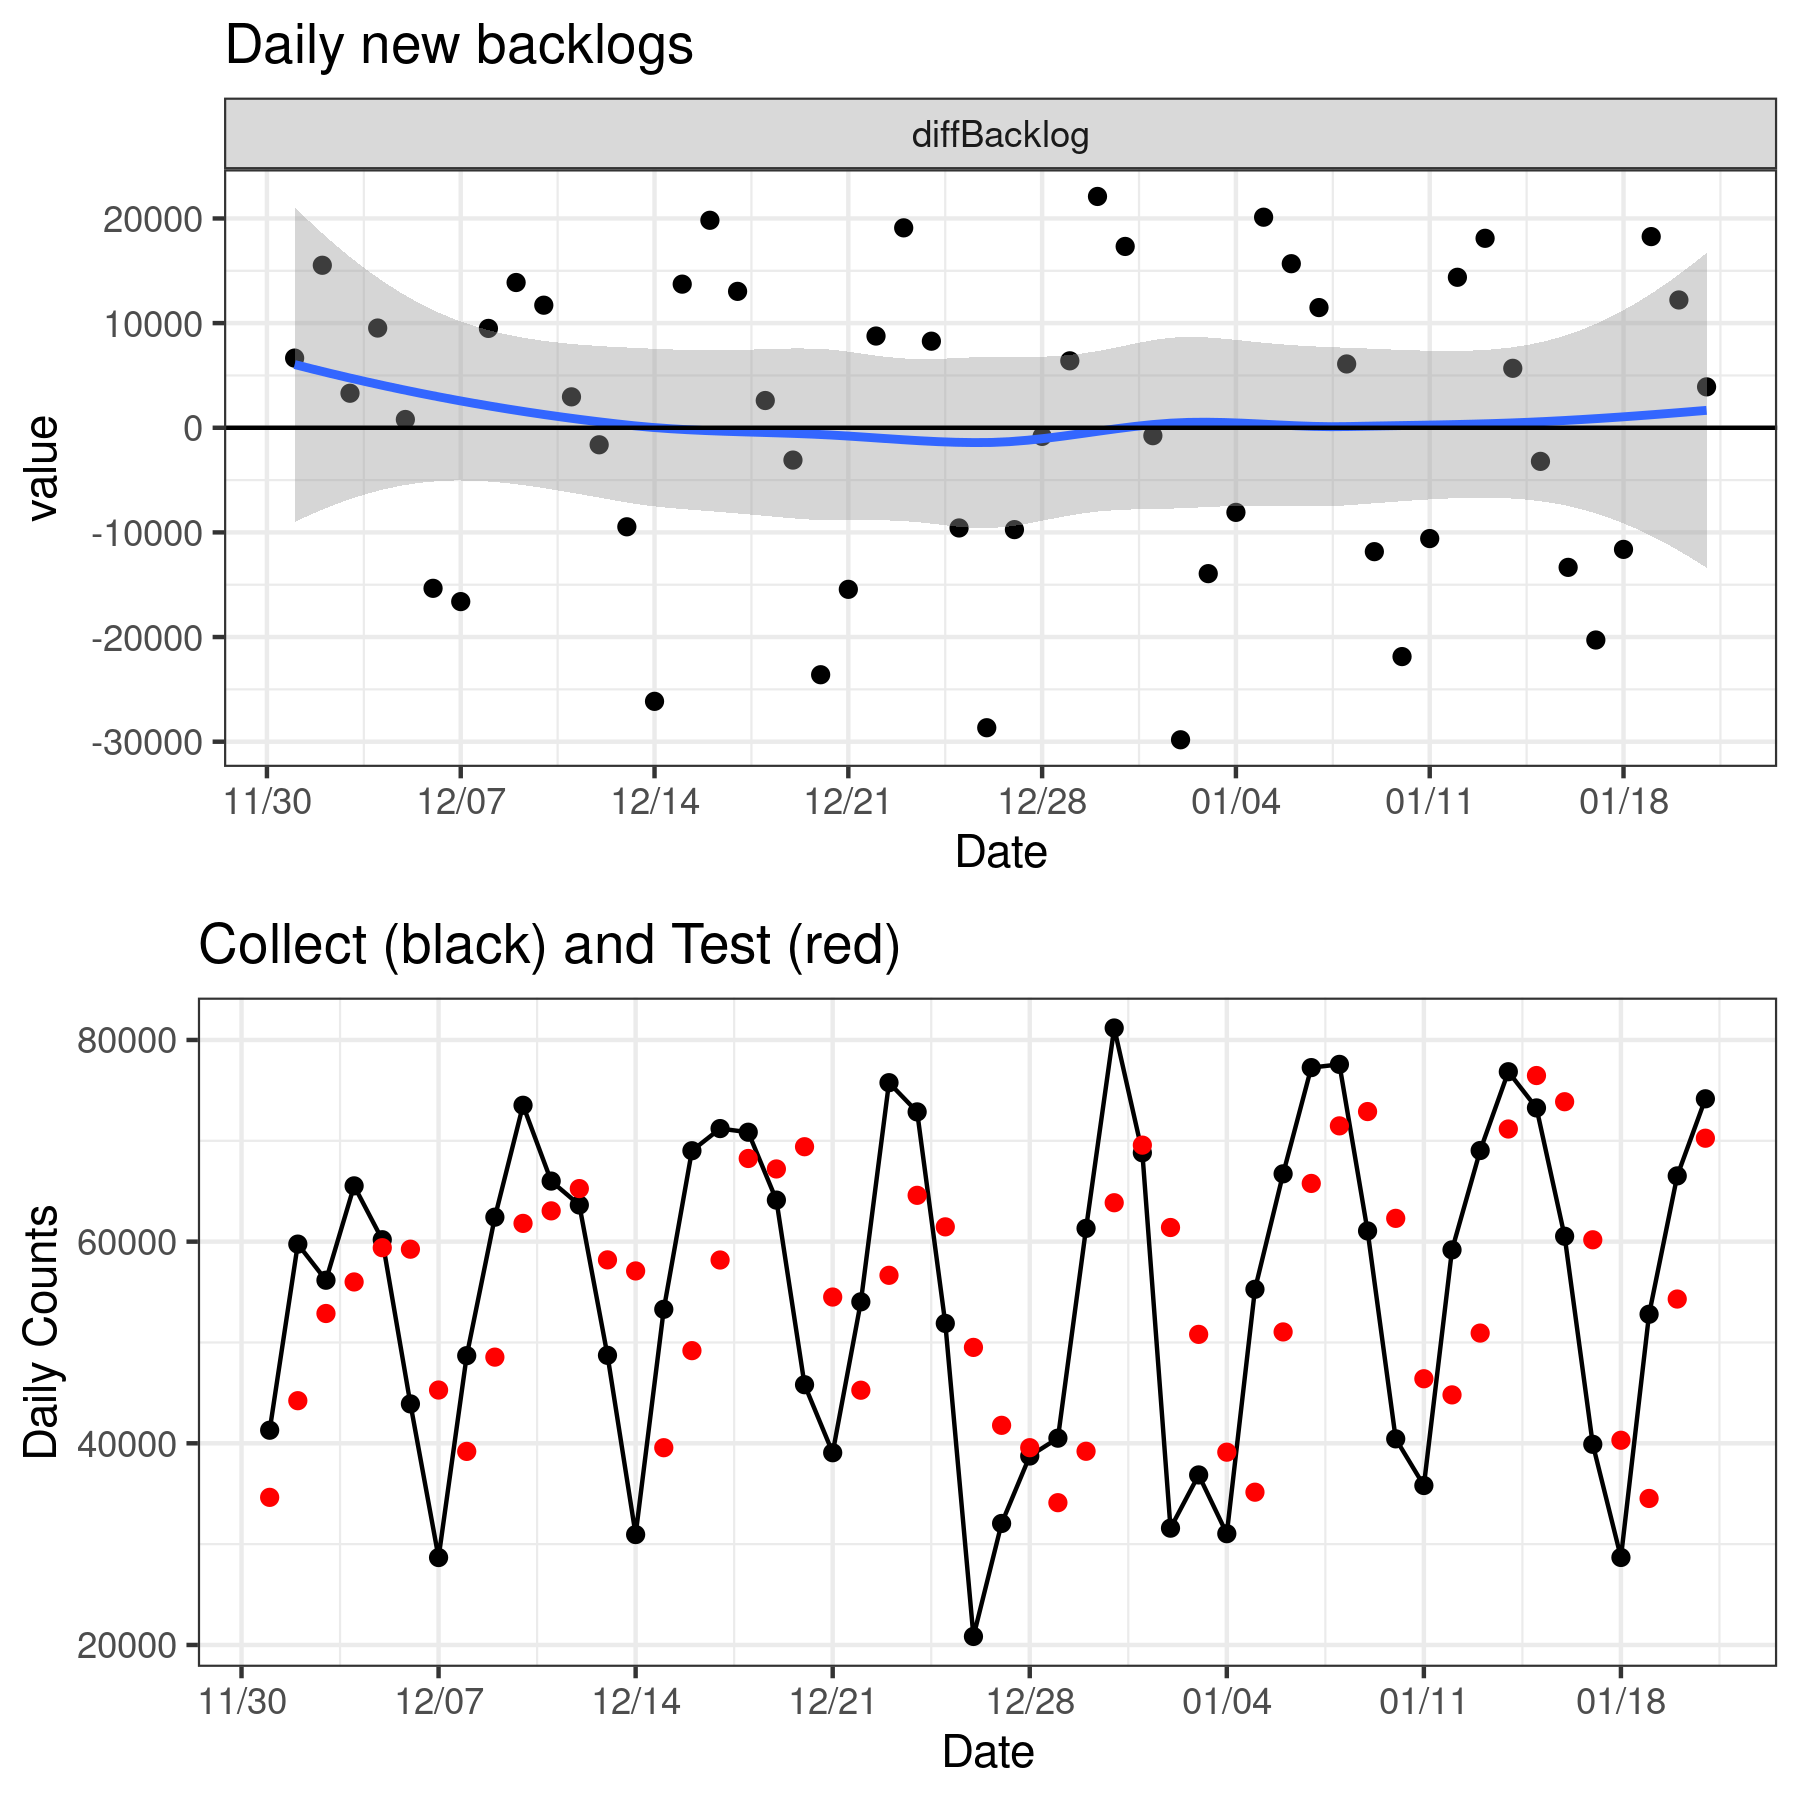 Daily new backlogs
diffBacklog
20000
10000
0
-10000
-20000
-30000
value
11/30 12/07 12/14 12/21 12/28 01/04 01/11 01/18
Date
Collect (black) and Test (red)
80000
60000
40000
20000
Daily Counts
11/30 12/07 12/14 12/21 12/28 01/04 01/11 01/18
Date